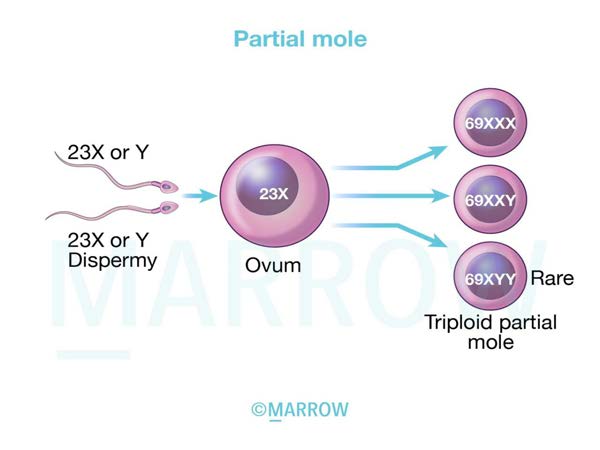 Partial mole
23X or Y
23X or Y
Dispermy
23X
Ovum
69XXX
69XXY
69XYY
Rare
Triploid partial
mole
MARROW
©MARROW